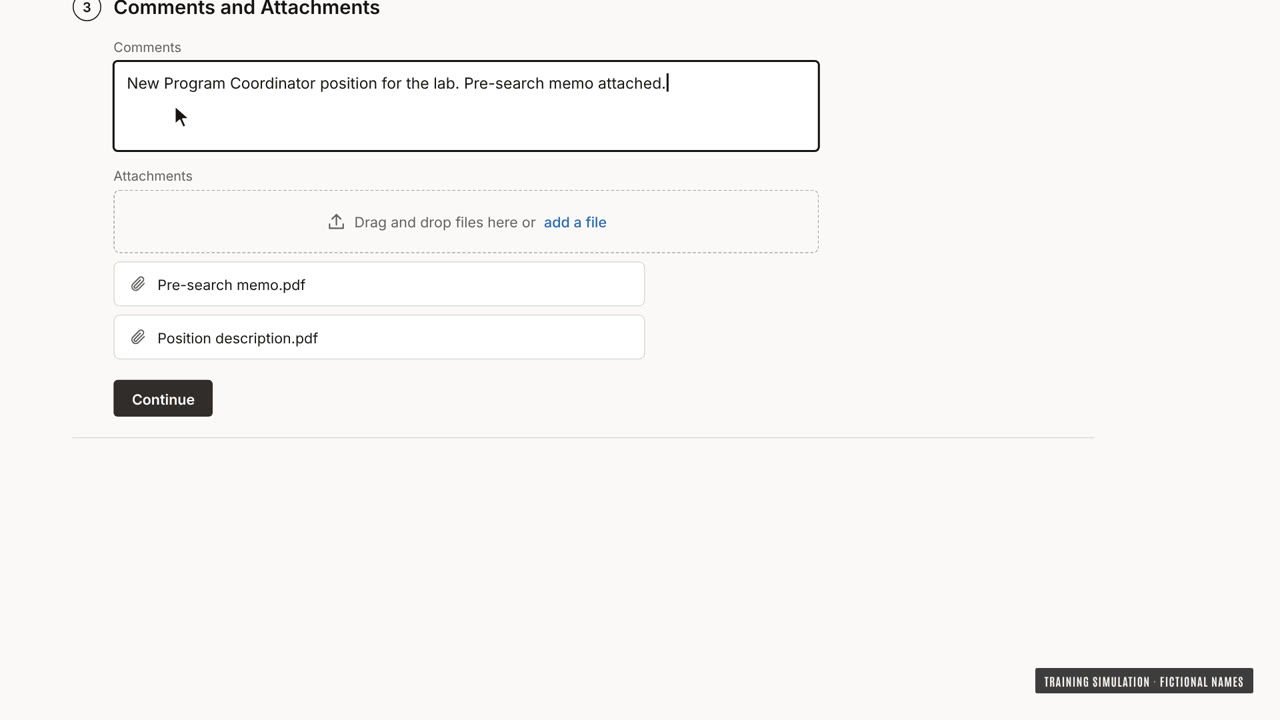 3 Comments and Attachments
Comments
New Program Coordinator position for the lab. Pre-search memo attached.
Attachments
Drag and drop files here or add a file
Pre-search memo.pdf
Position description.pdf
Continue
TRAINING SIMULATION · FICTIONAL NAMES